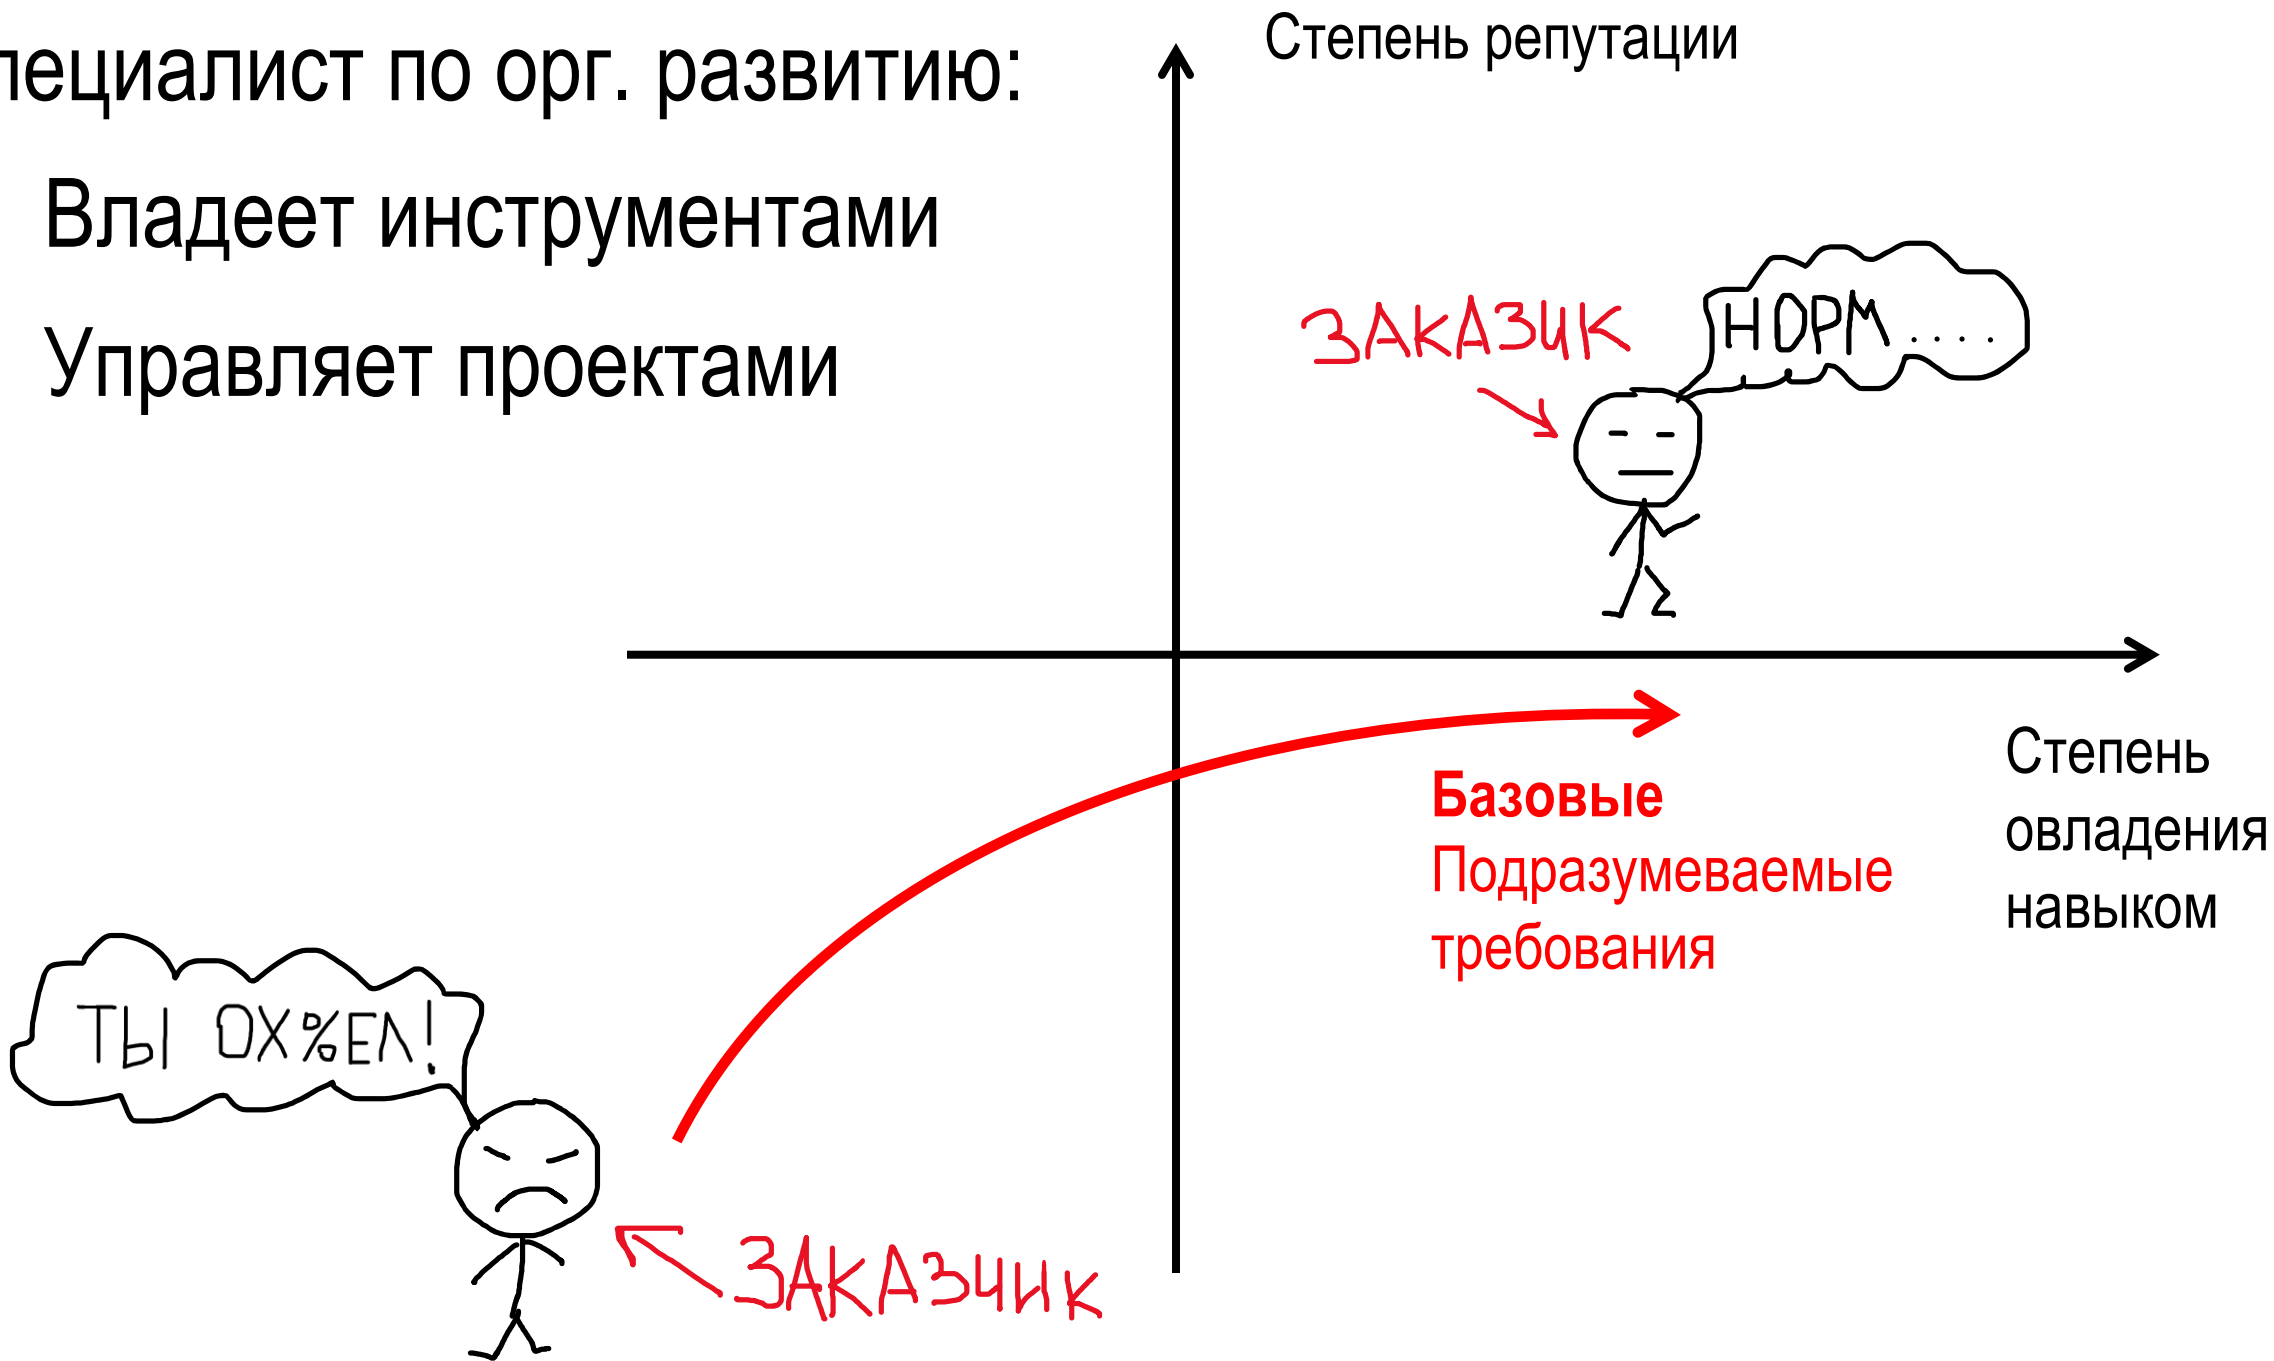 пециалист по орг. развитию:
Владеет инструментами
Управляет проектами
Степень репутации
ЗАКАЗИК
НОРМ....
Степень
овладения
навыком
Базовые
Подразумеваемые
требования
ТЫ ОХ%ЕЛ!
ЗАКАЗЧИК